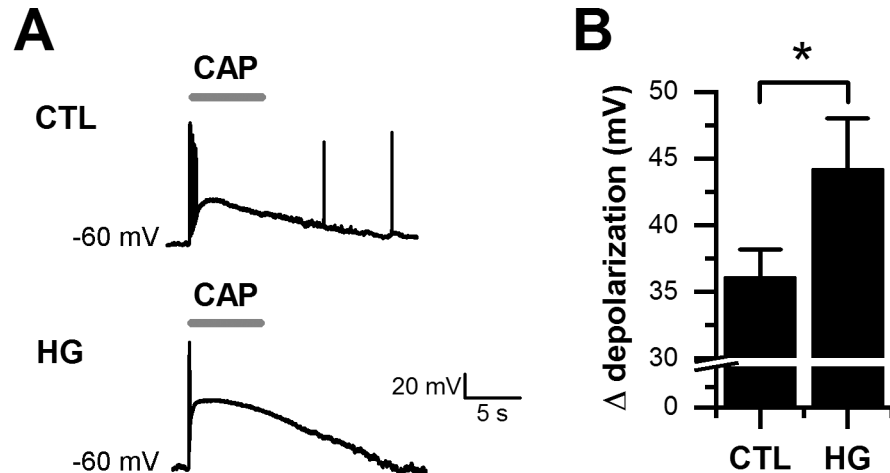 A
CAP
CTL
-60 mV
CAP
HG
20 mV
5 s
-60 mV
B
*
Δ depolarization (mV)
50
45
40
35
30
0
CTL HG